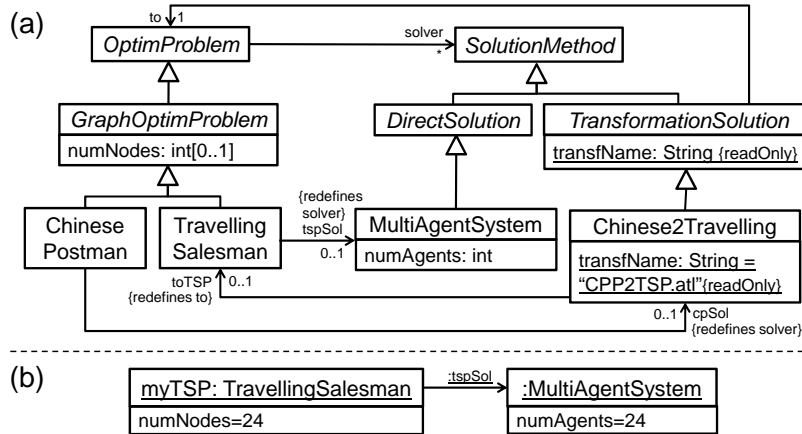 (a)
to
1
OptimProblem
solver
*
SolutionMethod
GraphOptimProblem
numNodes: int[0..1]
DirectSolution
TransformationSolution
transfName: String {readOnly}
Chinese
Postman
Travelling
Salesman
{redefines
solver}
tspSol
0..1
MultiAgentSystem
numAgents: int
Chinese2Travelling
transfName: String =
“CPP2TSP.atl”{readOnly}
toTSP
{redefines to}
0..1
0..1
cpSol
{redefines solver}
(b)
myTSP: TravellingSalesman
numNodes=24
:tspSol
:MultiAgentSystem
numAgents=24